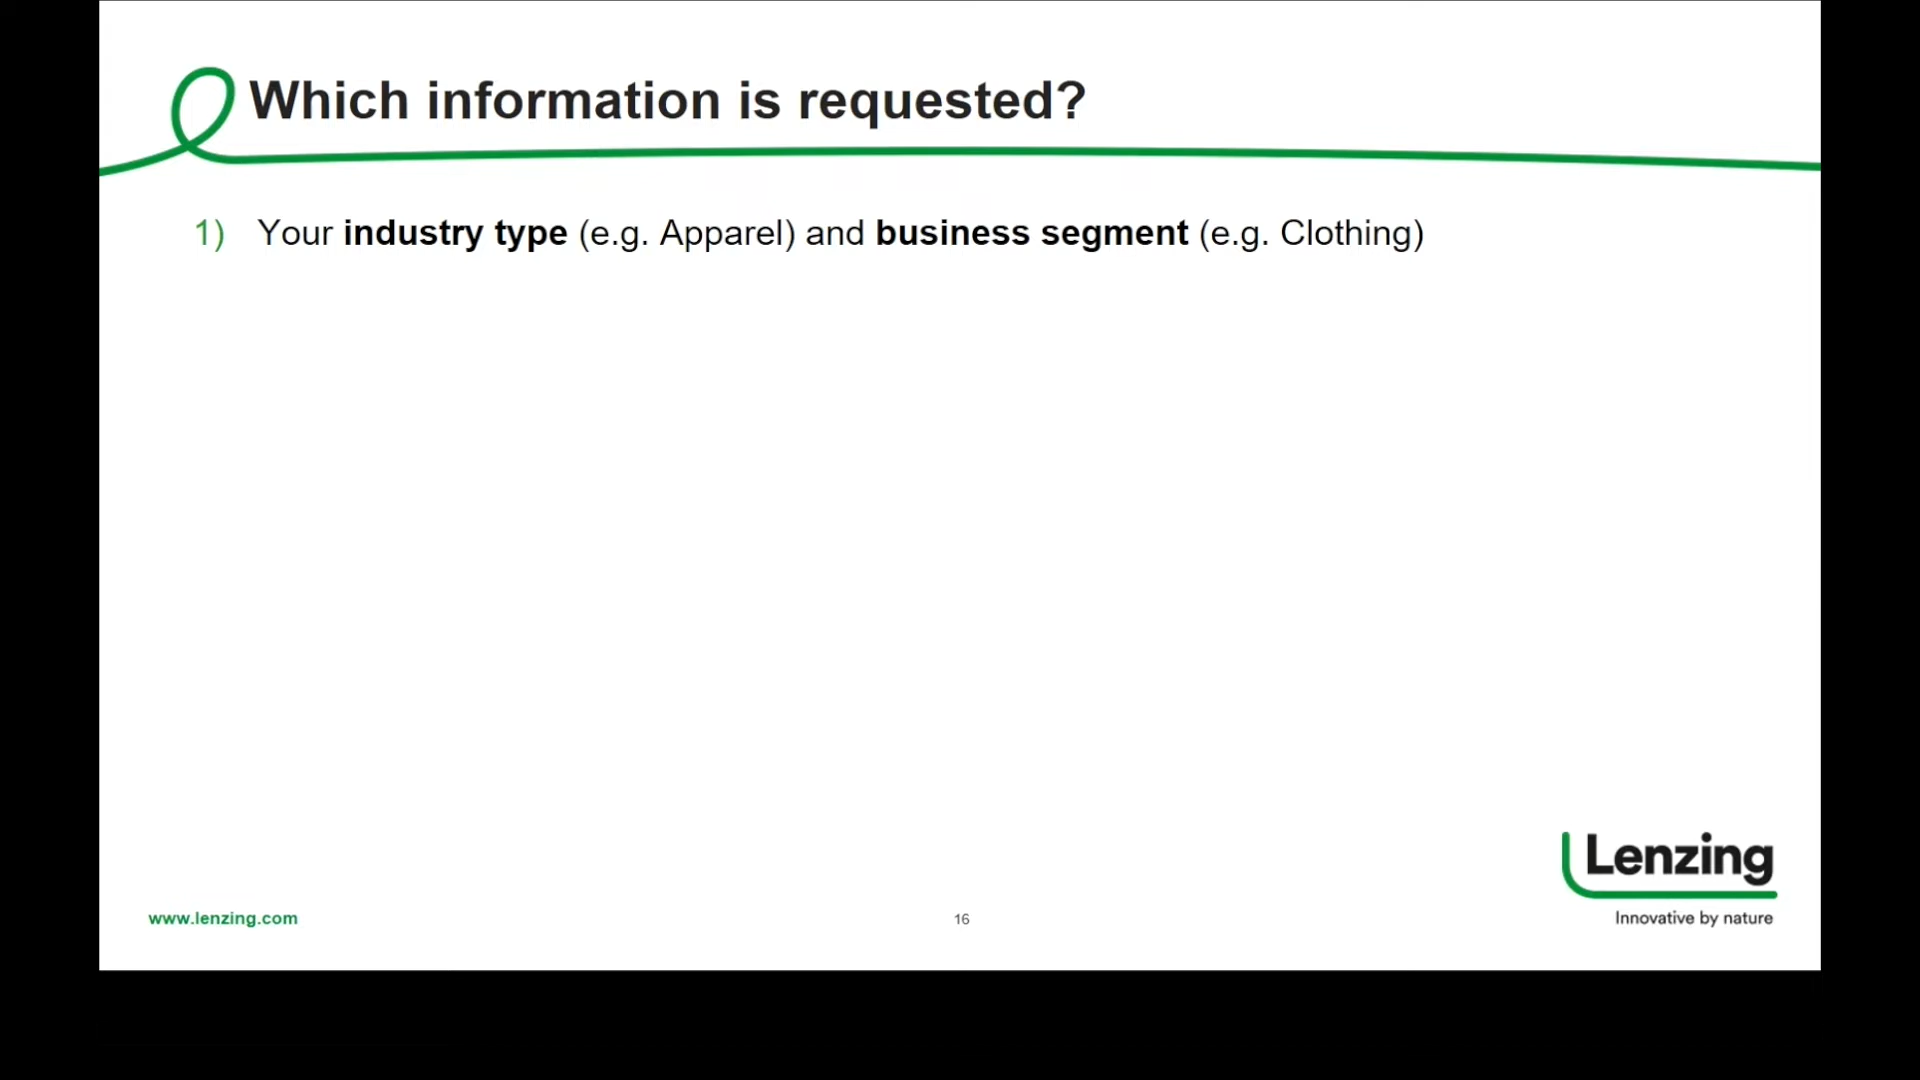 Which information is requested?
1) Your industry type (e.g. Apparel) and business segment (e.g. Clothing)
Lenzing
Innovative by nature
www.lenzing.com
16